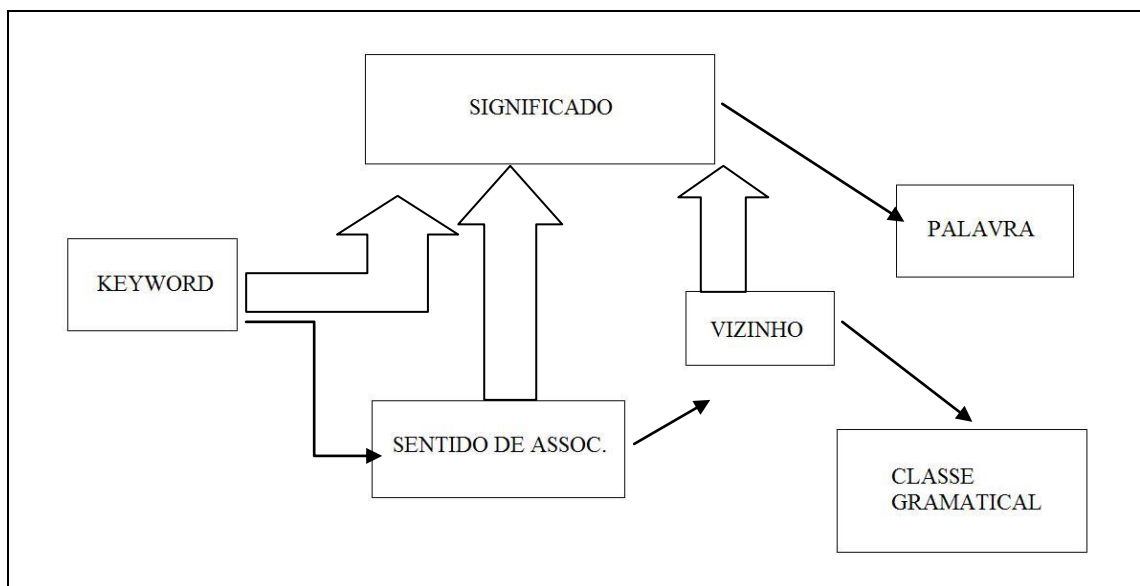 SIGNIFICADO
PALAVRA
KEYWORD
VIZINHO
SENTIDO DE ASSOC.
CLASSE
GRAMATICAL